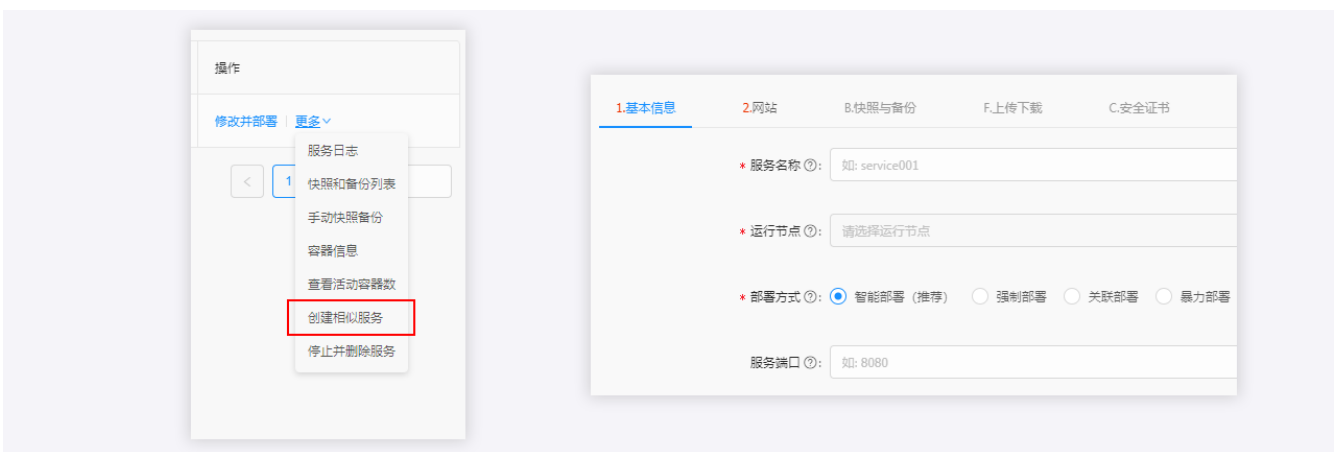 操作
修改并部署 更多
服务日志
1
快照和备份列表
手动快照备份
容器信息
查看活动容器数
创建相似服务
停止并删除服务
1.基本信息 2.网站 B.快照与备份 F.上传下载 C.安全证书
* 服务名称 ?: 如: service001
* 运行节点 ?: 请选择运行节点
* 部署方式 ?: 智能部署（推荐） 强制部署 关联部署 暴力部署
服务端口 ?: 如: 8080